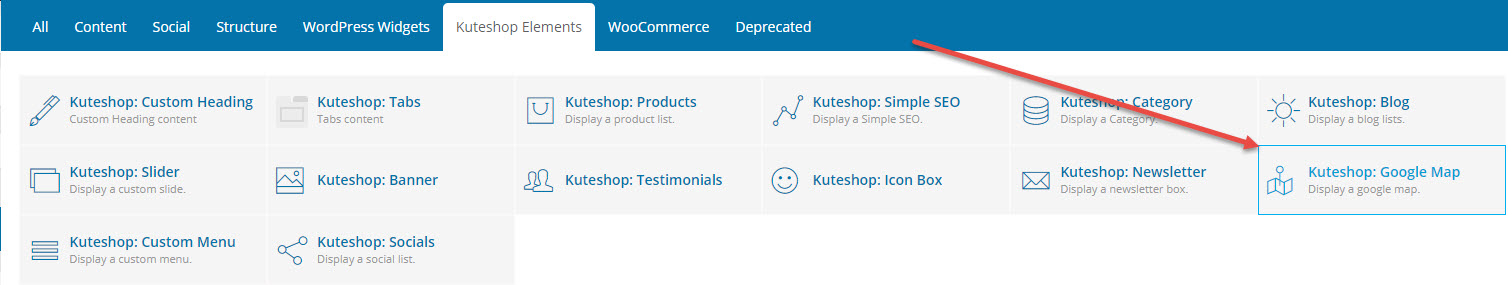 All Content Social Structure WordPress Widgets Kuteshop Elements WooCommerce Deprecated
Kuteshop: Custom Heading
Custom Heading content
Kuteshop: Tabs
Tabs content
Kuteshop: Products
Display a product list.
Kuteshop: Simple SEO
Display a Simple SEO.
Kuteshop: Category
Display a Category.
Kuteshop: Blog
Display a blog lists.
Kuteshop: Slider
Display a custom slide.
Kuteshop: Banner
Kuteshop: Testimonials
Kuteshop: Icon Box
Kuteshop: Newsletter
Display a newsletter box.
Kuteshop: Google Map
Display a google map.
Kuteshop: Custom Menu
Display a custom menu.
Kuteshop: Socials
Display a social list.